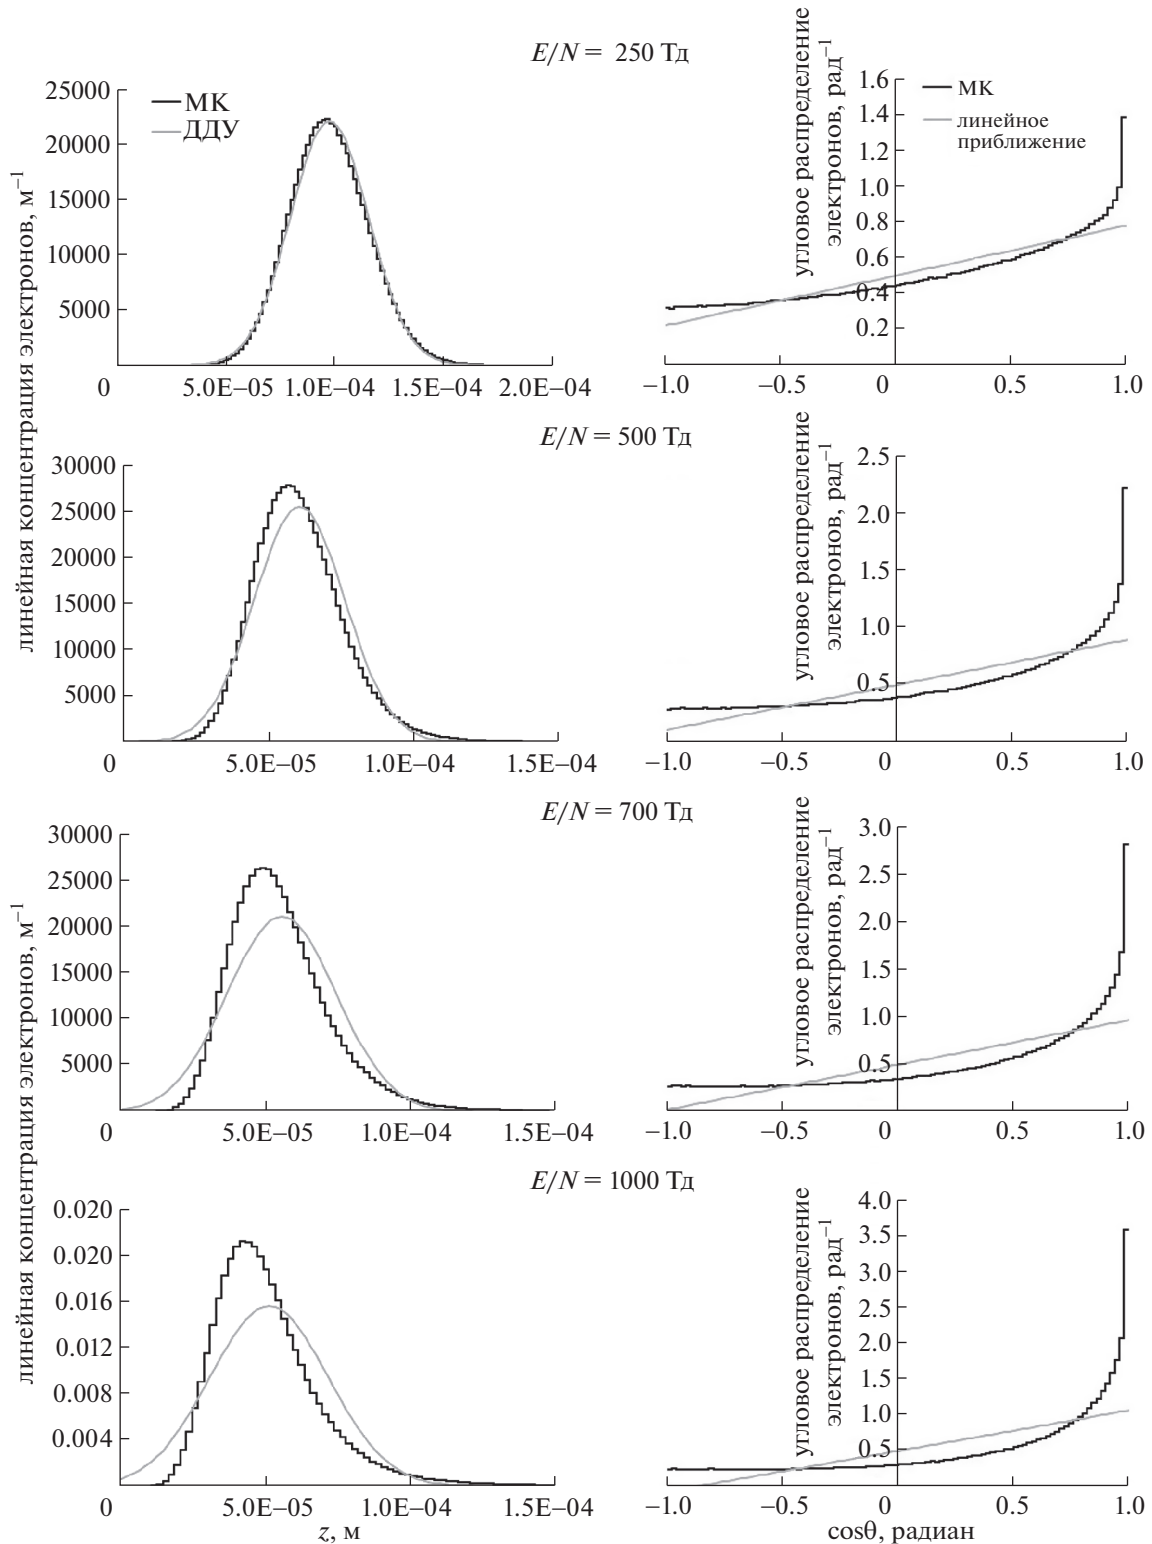 E/N = 250 Тд
линейная концентрация электронов, м⁻¹
25000
20000
15000
10000
5000
0
5.0E–05
1.0E–04
1.5E–04
2.0E–04
МК
ДДУ
угловое распределение
электронов, рад⁻¹
1.6
1.4
1.2
1.0
0.8
0.6
0.4
0.2
–1.0
–0.5
0
0.5
1.0
МК
линейное
приближение
E/N = 500 Тд
30000
25000
20000
15000
10000
5000
0
5.0E–05
1.0E–04
1.5E–04
угловое распределение
электронов, рад⁻¹
2.5
2.0
1.5
1.0
0.5
–1.0
–0.5
0
0.5
1.0
E/N = 700 Тд
линейная концентрация электронов, м⁻¹
30000
25000
20000
15000
10000
5000
0
5.0E–05
1.0E–04
1.5E–04
угловое распределение
электронов, рад⁻¹
3.0
2.5
2.0
1.5
1.0
0.5
–1.0
–0.5
0
0.5
1.0
E/N = 1000 Тд
0.020
0.020
0.016
0.012
0.008
0.004
0
5.0E–05
1.0E–04
1.5E–04
z, м
угловое распределение
электронов, рад⁻¹
4.0
3.5
3.0
2.5
2.0
1.5
1.0
0.5
–1.0
–0.5
0
0.5
1.0
cosθ, радиан